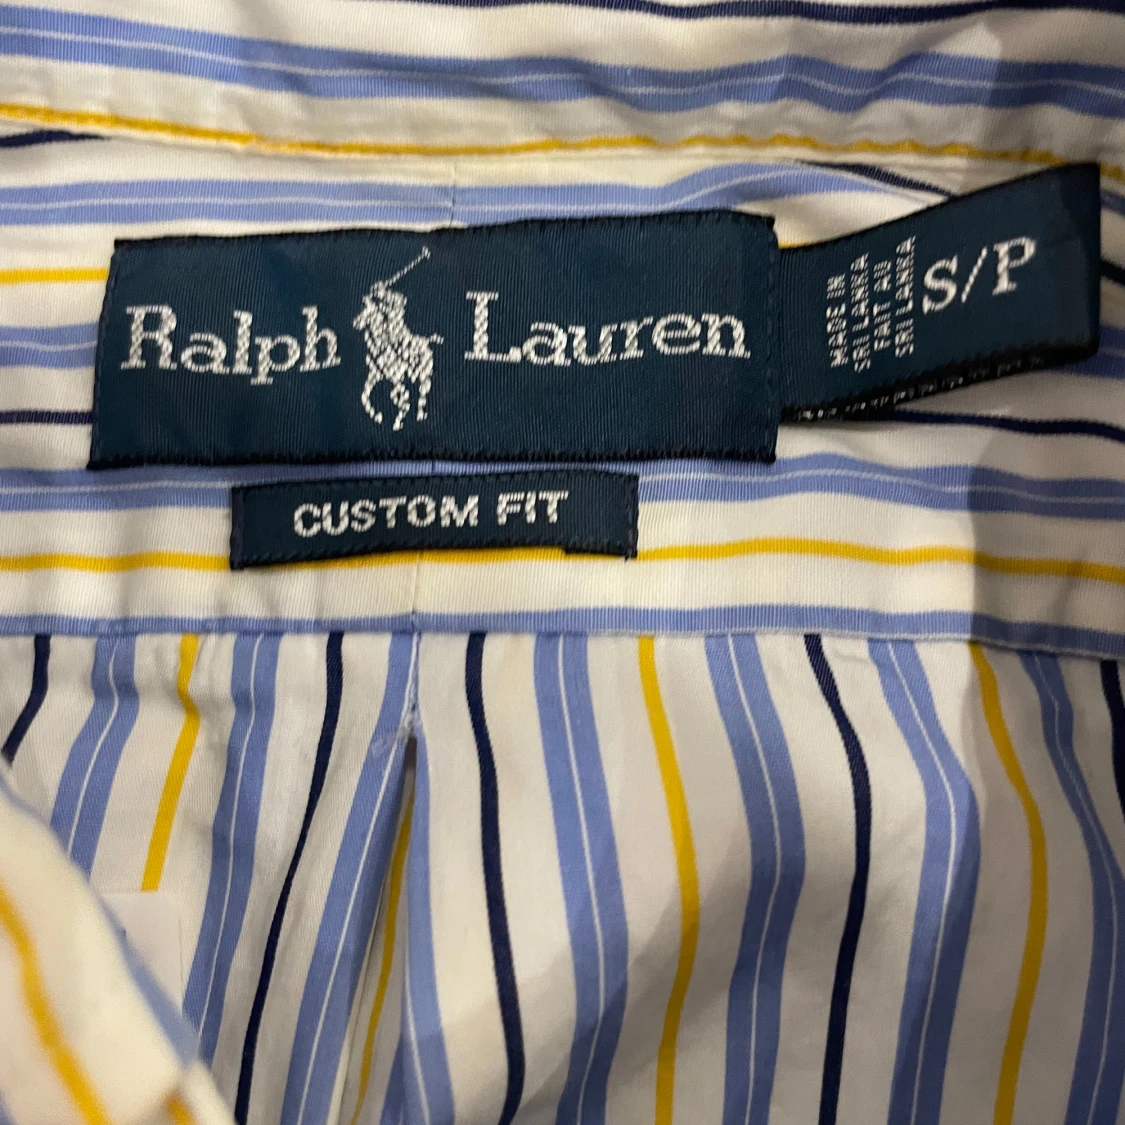 Ralph Lauren
CUSTOM FIT
S/P
MADE IN
SRI LANKA
FAIT AU
SRI LANKA